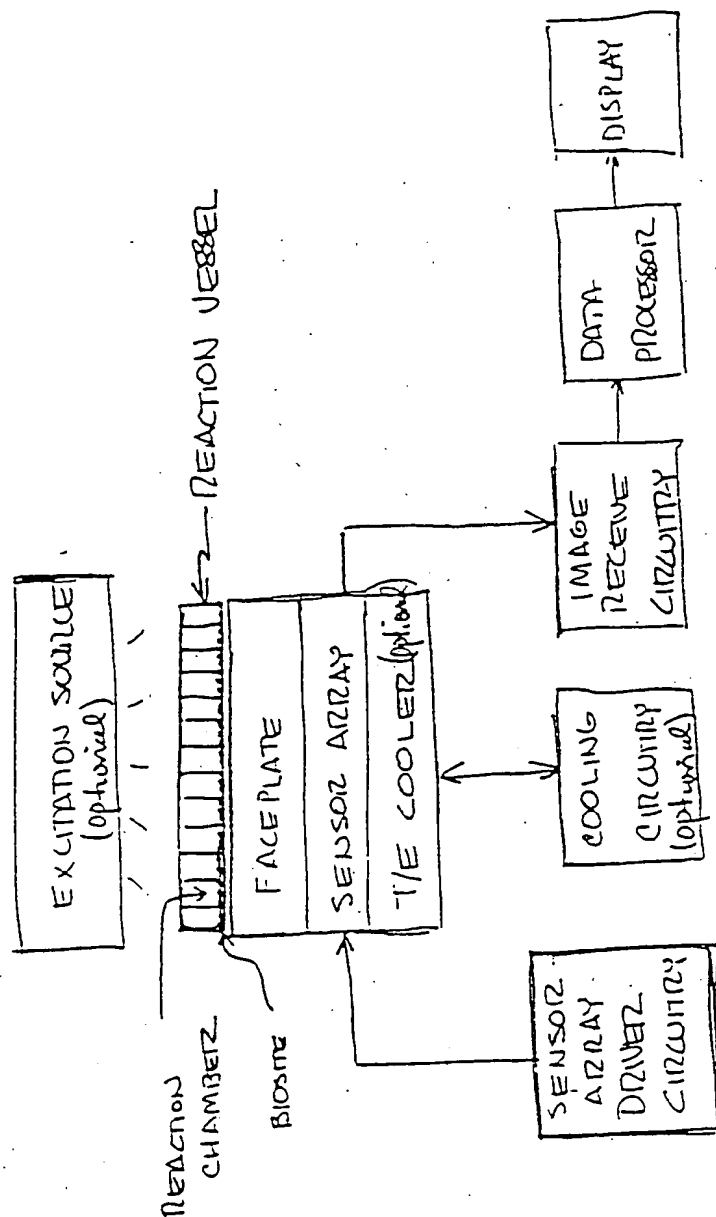 EXCITATION SOURCE
(optional)
REACTION VESSEL
REACTION
CHAMBER
BIOSITE
FACEPLATE
SENSOR ARRAY
T/E COOLER (optional)
SENSOR
ARRAY
DRIVER
CIRCUITRY
COOLING
CIRCUITRY
(optional)
IMAGE
RECEIVE
CIRCUITRY
DATA
PROCESSOR
DISPLAY